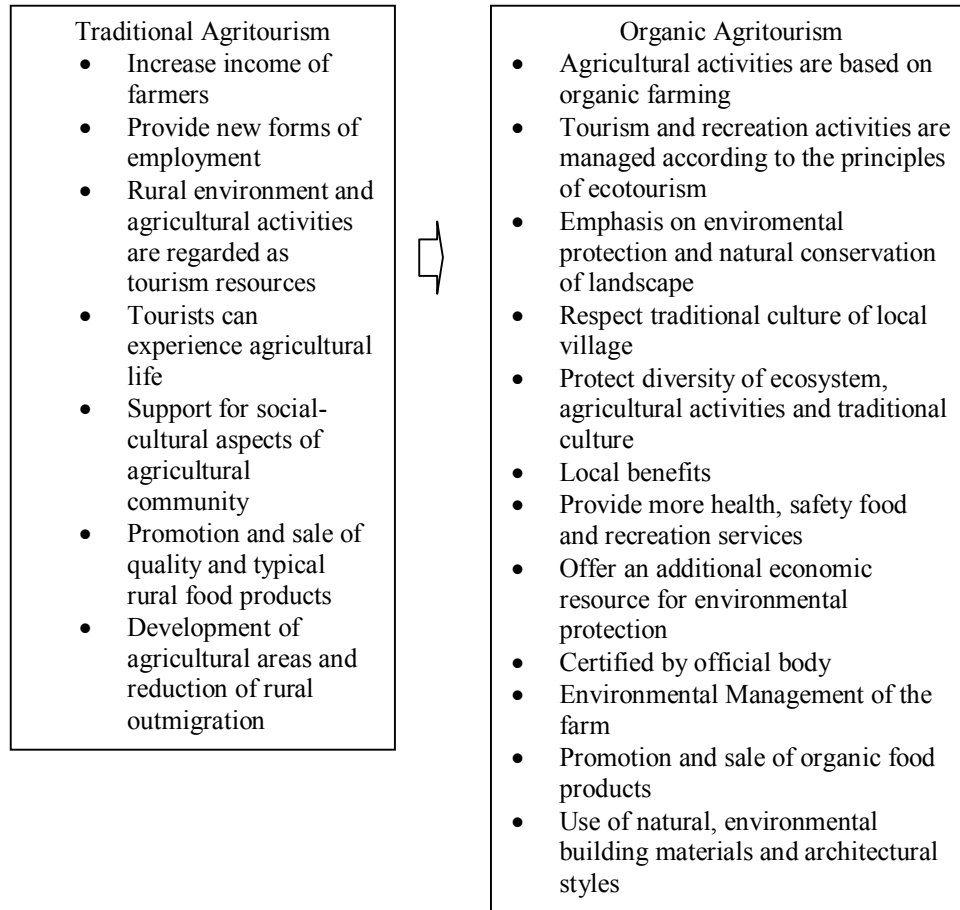 Traditional Agritourism
• Increase income of
farmers
• Provide new forms of
employment
• Rural environment and
agricultural activities
are regarded as
tourism resources
• Tourists can
experience agricultural
life
• Support for social-
cultural aspects of
agricultural
community
• Promotion and sale of
quality and typical
rural food products
• Development of
agricultural areas and
reduction of rural
outmigration
Organic Agritourism
• Agricultural activities are based on
organic farming
• Tourism and recreation activities are
managed according to the principles
of ecotourism
• Emphasis on enviromental
protection and natural conservation
of landscape
• Respect traditional culture of local
village
• Protect diversity of ecosystem,
agricultural activities and traditional
culture
• Local benefits
• Provide more health, safety food
and recreation services
• Offer an additional economic
resource for environmental
protection
• Certified by official body
• Environmental Management of the
farm
• Promotion and sale of organic food
products
• Use of natural, environmental
building materials and architectural
styles